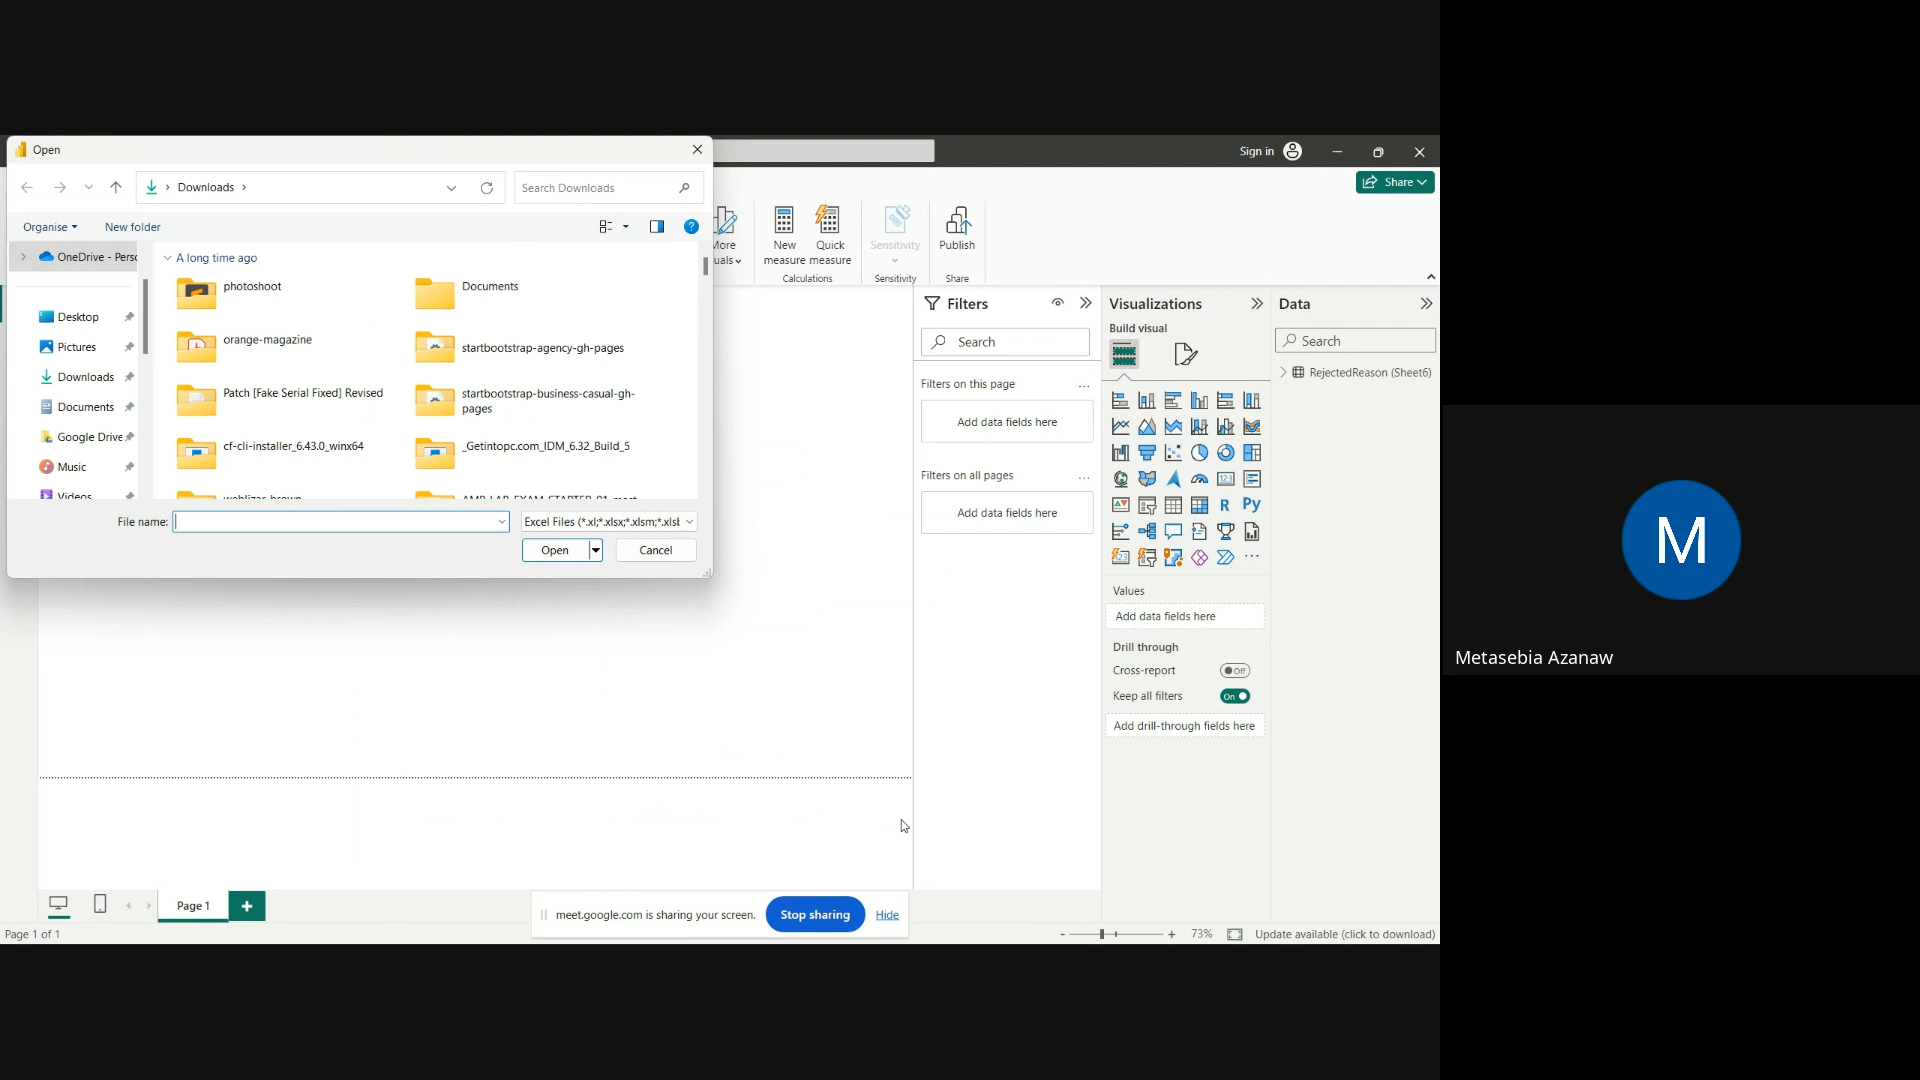 Open
Sign in
Share
Downloads
Search Downloads
Organise
New folder
OneDrive - Perso
A long time ago
photoshoot
Documents
orange-magazine
startbootstrap-agency-gh-pages
Patch [Fake Serial Fixed] Revised
startbootstrap-business-casual-gh-
pages
cf-cli-installer_6.43.0_winx64
_Getintopc.com_IDM_6.32_Build_5
Desktop
Pictures
Downloads
Documents
Google Drive
Music
Videos
File name:
Excel Files (*.xl;*.xlsx;*.xlsm;*.xlsb
Open
Cancel
More
uals
New
measure
Quick
measure
Calculations
Sensitivity
Sensitivity
Publish
Share
Filters
Search
Filters on this page
Add data fields here
Filters on all pages
Add data fields here
Visualizations
Build visual
123
R
Py
123
Values
Add data fields here
Drill through
Cross-report
Off
Keep all filters
On
Add drill-through fields here
Data
Search
RejectedReason (Sheet6)
Page 1
Page 1 of 1
meet.google.com is sharing your screen.
Stop sharing
Hide
73%
Update available (click to download)
M
Metasebia Azanaw